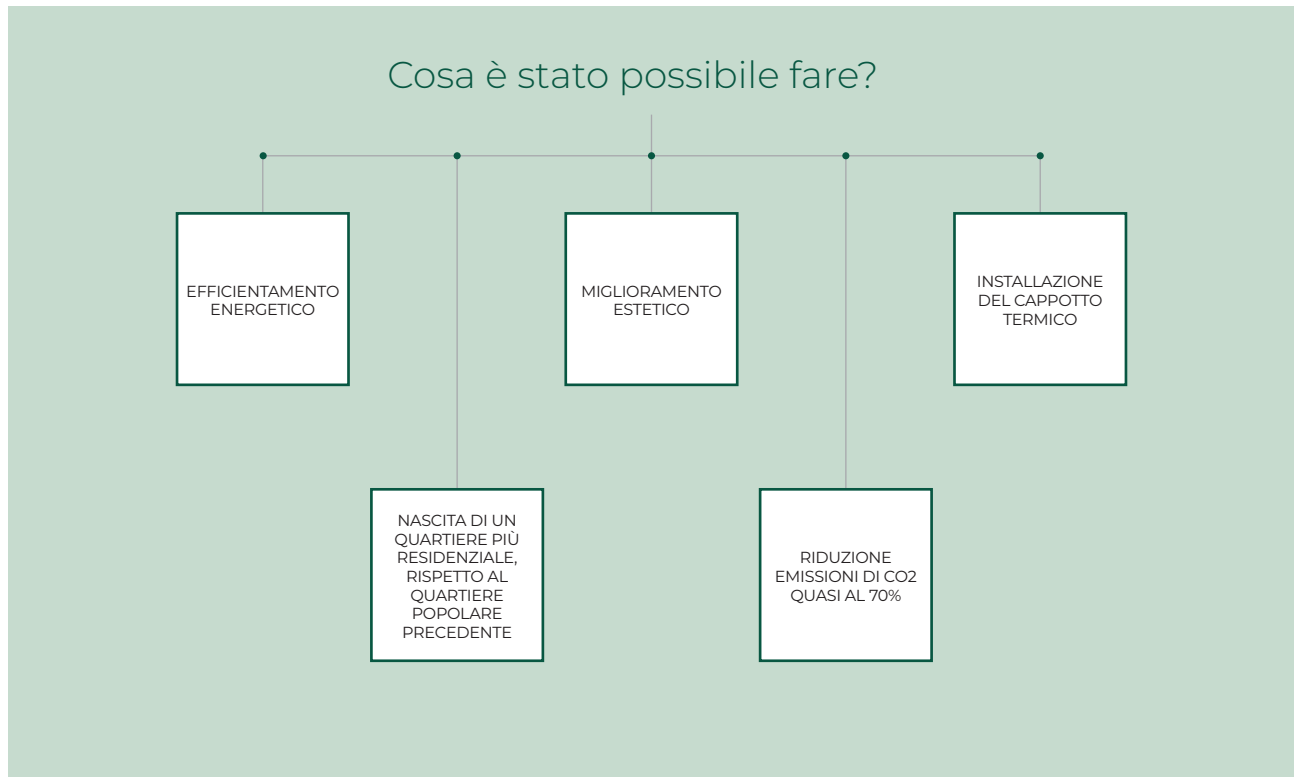 Cosa è stato possibile fare?
EFFICIENTAMENTO
ENERGETICO
MIGLIORAMENTO
ESTETICO
INSTALLAZIONE
DEL CAPPOTTO
TERMICO
NASCITA DI UN
QUARTIERE PIÙ
RESIDENZIALE,
RISPETTO AL
QUARTIERE
POPOLARE
PRECEDENTE
RIDUZIONE
EMISSIONI DI CO2
QUASI AL 70%